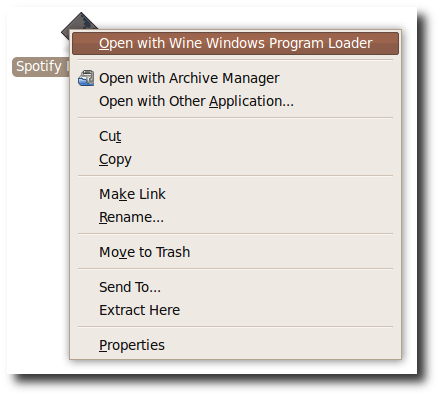 Open with Wine Windows Program Loader
Spotify
Open with Archive Manager
Open with Other Application...
Cut
Copy
Make Link
Rename...
Move to Trash
Send To...
Extract Here
Properties